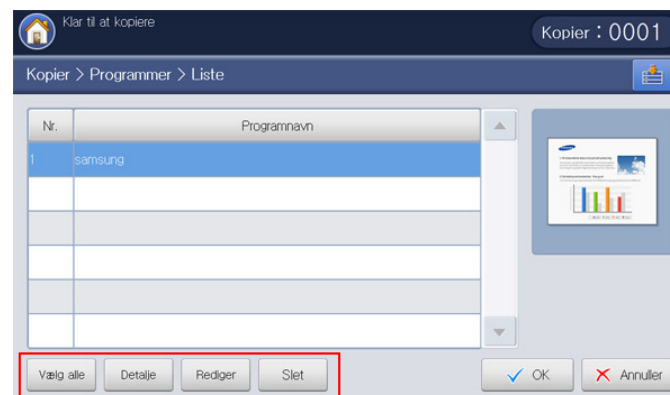 Klar til at kopiere
Kopier : 0001
Kopier > Programmer > Liste
Nr. Programnavn
1 samsung
Vælg alle Detalje Rediger Slet OK Annuller